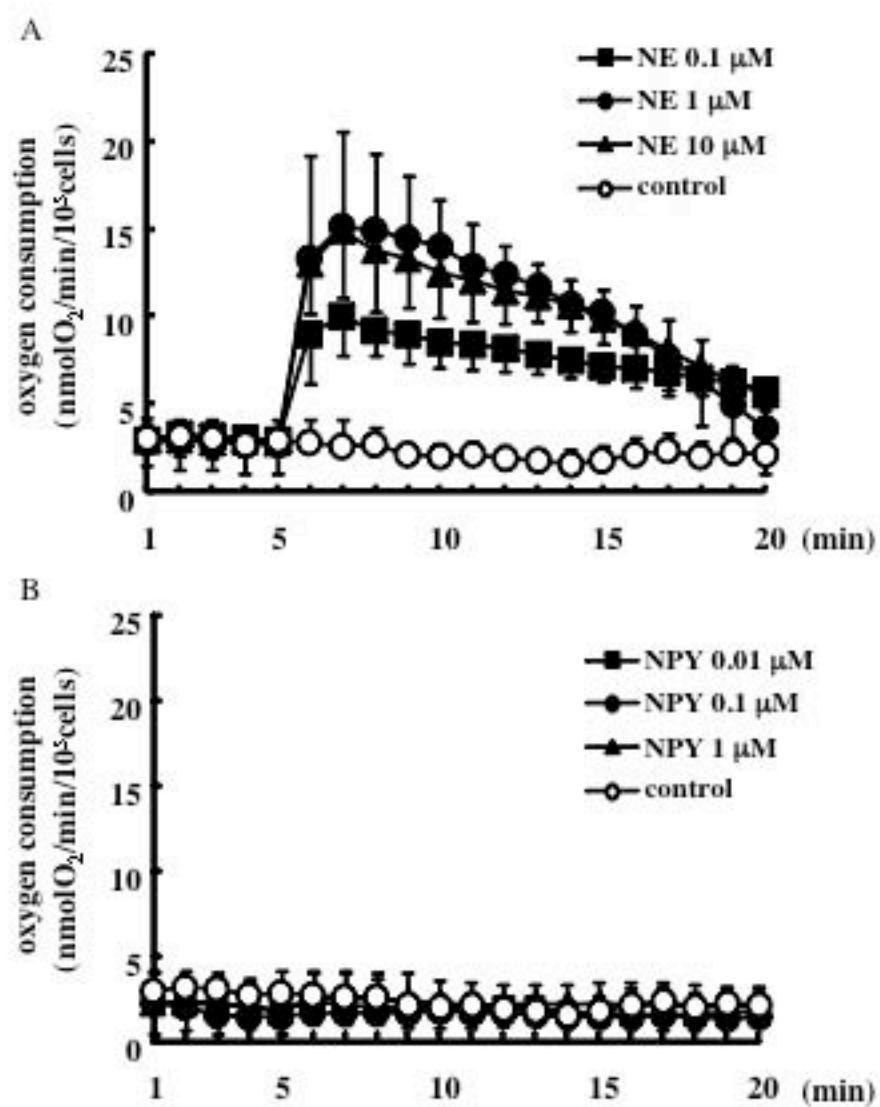 A
oxygen consumption
(nmolO₂/min/10⁵cells)
25
20
15
10
5
0
NE 0.1 μM
NE 1 μM
NE 10 μM
control
1 5 10 15 20 (min)
B
oxygen consumption
(nmolO₂/min/10⁵cells)
25
20
15
10
5
0
NPY 0.01 μM
NPY 0.1 μM
NPY 1 μM
control
1 5 10 15 20 (min)